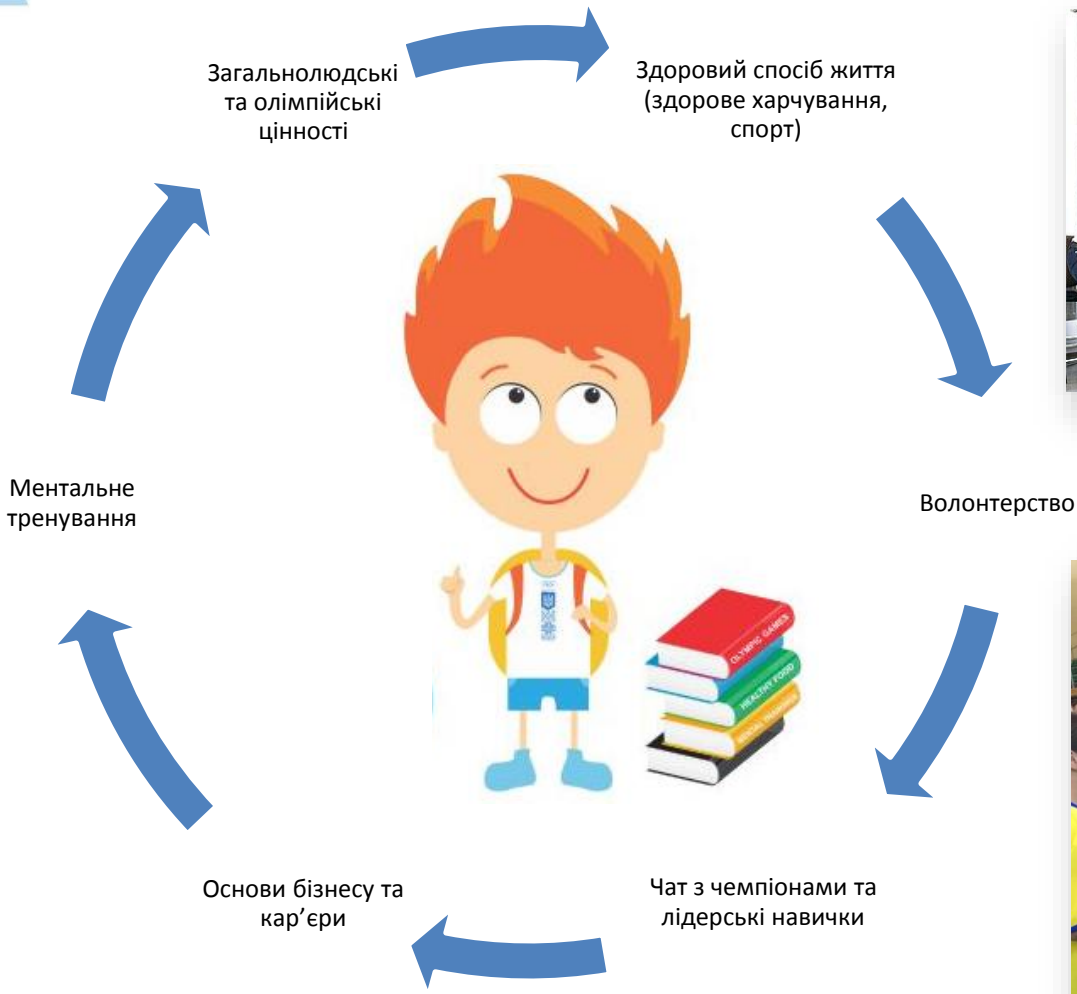 Загальнолюдські
та олімпійські
цінності
Здоровий спосіб життя
(здорове харчування,
спорт)
Волонтерство
Чат з чемпіонами та
лідерські навички
Основи бізнесу та
кар’єри
Ментальне
тренування
OLYMPIC GAMES
HEALTHY FOOD